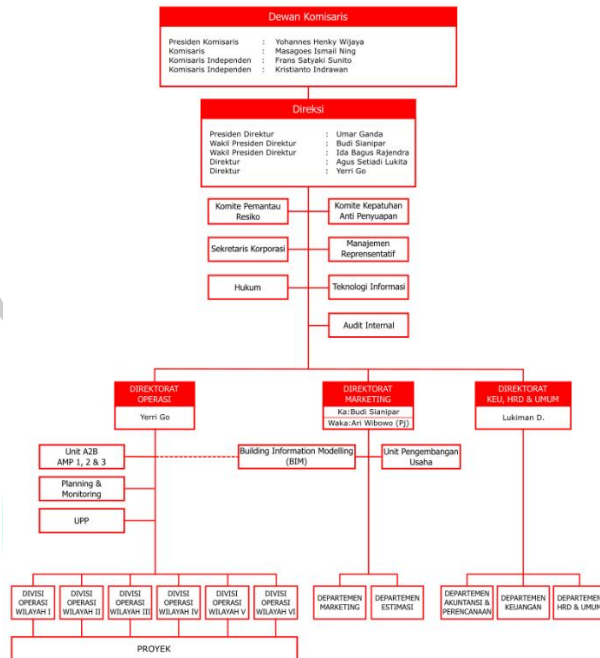 Dewan Komisaris
Presiden Komisaris : Yohannes Henky Wijaya
Komisaris : Masagoes Ismail Ning
Komisaris Independen : Frans Satyaki Sunito
Komisaris Independen : Kristianto Indrawan
Direksi
Presiden Direktur : Umar Ganda
Wakil Presiden Direktur : Budi Sianipar
Wakil Presiden Direktur : Ida Bagus Rajendra
Direktur : Agus Setiadi Lukita
Direktur : Yerri Go
Komite Pemantau
Resiko
Komite Kepatuhan
Anti Penyuapan
Sekretaris Korporasi
Manajemen
Reprensentatif
Hukum
Teknologi Informasi
Audit Internal
DIREKTORAT
OPERASI
Yerri Go
DIREKTORAT
MARKETING
Ka:Budi Sianipar
Waka:Ari Wibowo (Pj)
DIREKTORAT
KEU, HRD & UMUM
Lukiman D.
Unit A2B
AMP 1, 2 & 3
Building Information Modelling
(BIM)
Unit Pengembangan
Usaha
Planning &
Monitoring
UPP
DIVISI
OPERASI
WILAYAH I
DIVISI
OPERASI
WILAYAH II
DIVISI
OPERASI
WILAYAH III
DIVISI
OPERASI
WILAYAH IV
DIVISI
OPERASI
WILAYAH V
DIVISI
OPERASI
WILAYAH VI
DEPARTEMEN
MARKETING
DEPARTEMEN
ESTIMASI
DEPARTEMEN
AKUNTANSI &
PERENCANAAN
DEPARTEMEN
KEUANGAN
DEPARTEMEN
HRD & UMUM
PROYEK